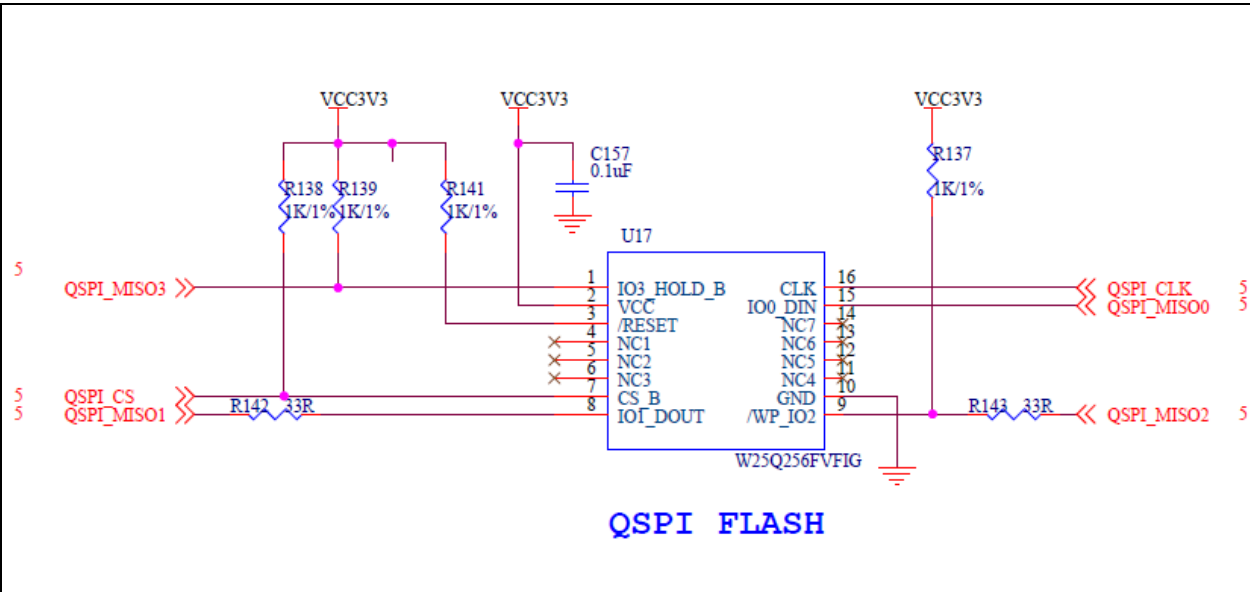 VCC3V3
VCC3V3
VCC3V3
C157
0.1uF
R137
1K/1%
R138
1K/1%
R139
1K/1%
R141
1K/1%
U17
5
QSPI_MISO3
1
IO3_HOLD_B
CLK
16
QSPI_CLK
5
2
VCC
IO0_DIN
15
QSPI_MISO0
5
3
/RESET
NC7
14
4
NC1
NC6
13
5
NC2
NC5
12
6
NC3
NC4
11
5
QSPI_CS
7
CS_B
GND
10
5
QSPI_MISO1
R142 33R
8
IO1_DOUT
/WP_IO2
9
R143 33R
QSPI_MISO2
5
W25Q256FVFIG
QSPI FLASH